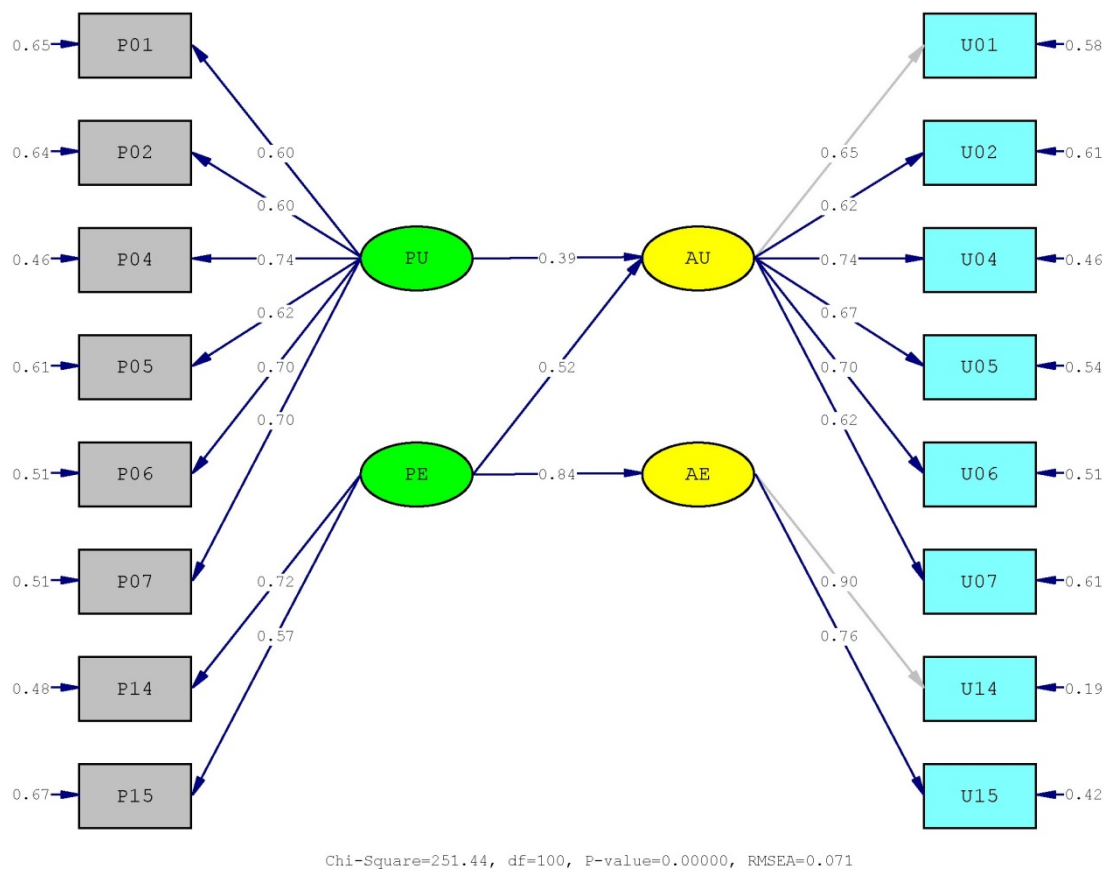 0.65 P01 U01 0.58
0.60 0.65
0.64 P02 U02 0.61
0.60 0.62
0.46 P04 0.74 PU 0.39 AU 0.74 U04 0.46
0.62 0.67
0.61 P05 0.70 0.52 0.70 U05 0.54
0.70 0.62
0.51 P06 PE 0.84 AE U06 0.51
0.51 P07 0.72 0.90 U07 0.61
0.57 0.76
0.48 P14 U14 0.19
0.67 P15 U15 0.42
Chi-Square=251.44, df=100, P-value=0.00000, RMSEA=0.071